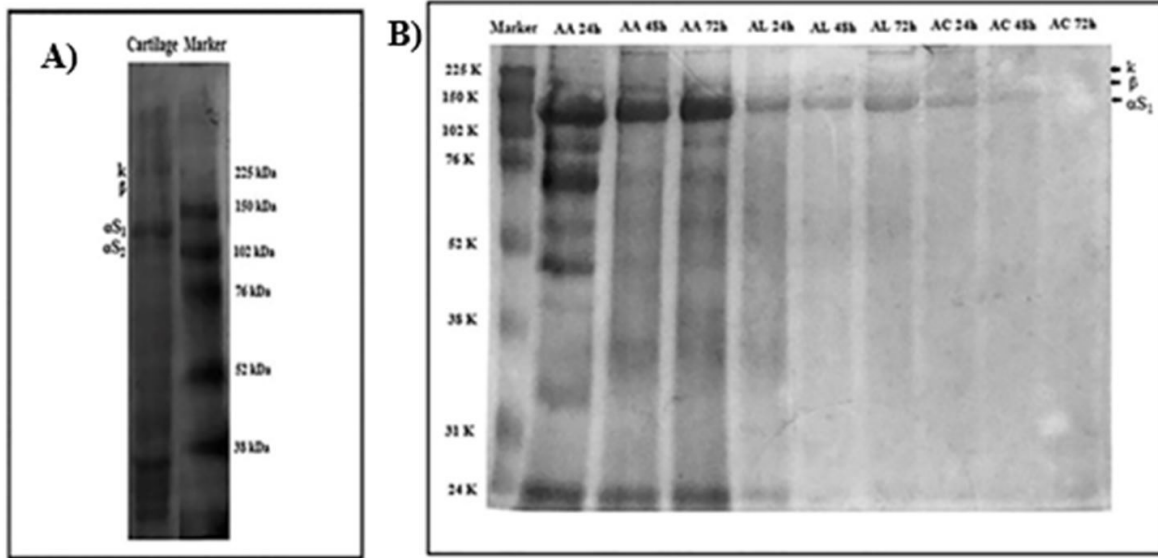 A)
Cartilage Marker
k
β
αS1
αS2
225 kDa
150 kDa
102 kDa
76 kDa
52 kDa
38 kDa
B)
Marker AA 24h AA 48h AA 72h AL 24h AL 48h AL 72h AC 24h AC 48h AC 72h
225 K
150 K
102 K
76 K
52 K
38 K
31 K
24 K
k
β
αS1